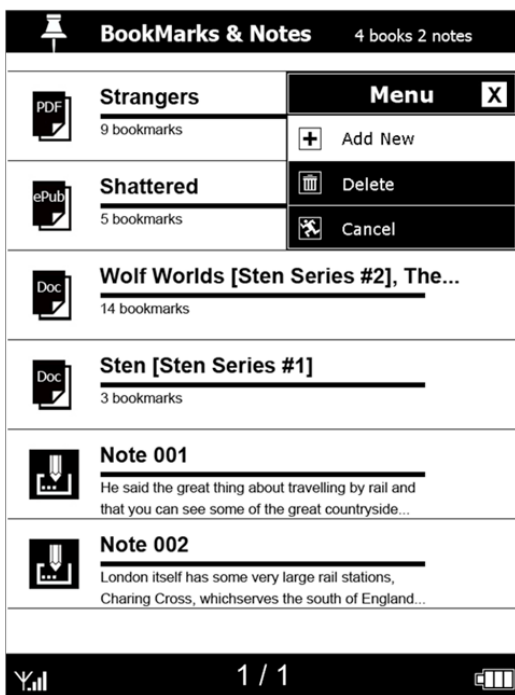 BookMarks & Notes 4 books 2 notes
PDF
Strangers
9 bookmarks
Menu X
Add New
Delete
Cancel
ePub
Shattered
5 bookmarks
Doc
Wolf Worlds [Sten Series #2], The...
14 bookmarks
Doc
Sten [Sten Series #1]
3 bookmarks
Note 001
He said the great thing about travelling by rail and
that you can see some of the great countryside...
Note 002
London itself has some very large rail stations,
Charing Cross, whichserves the south of England...
1 / 1